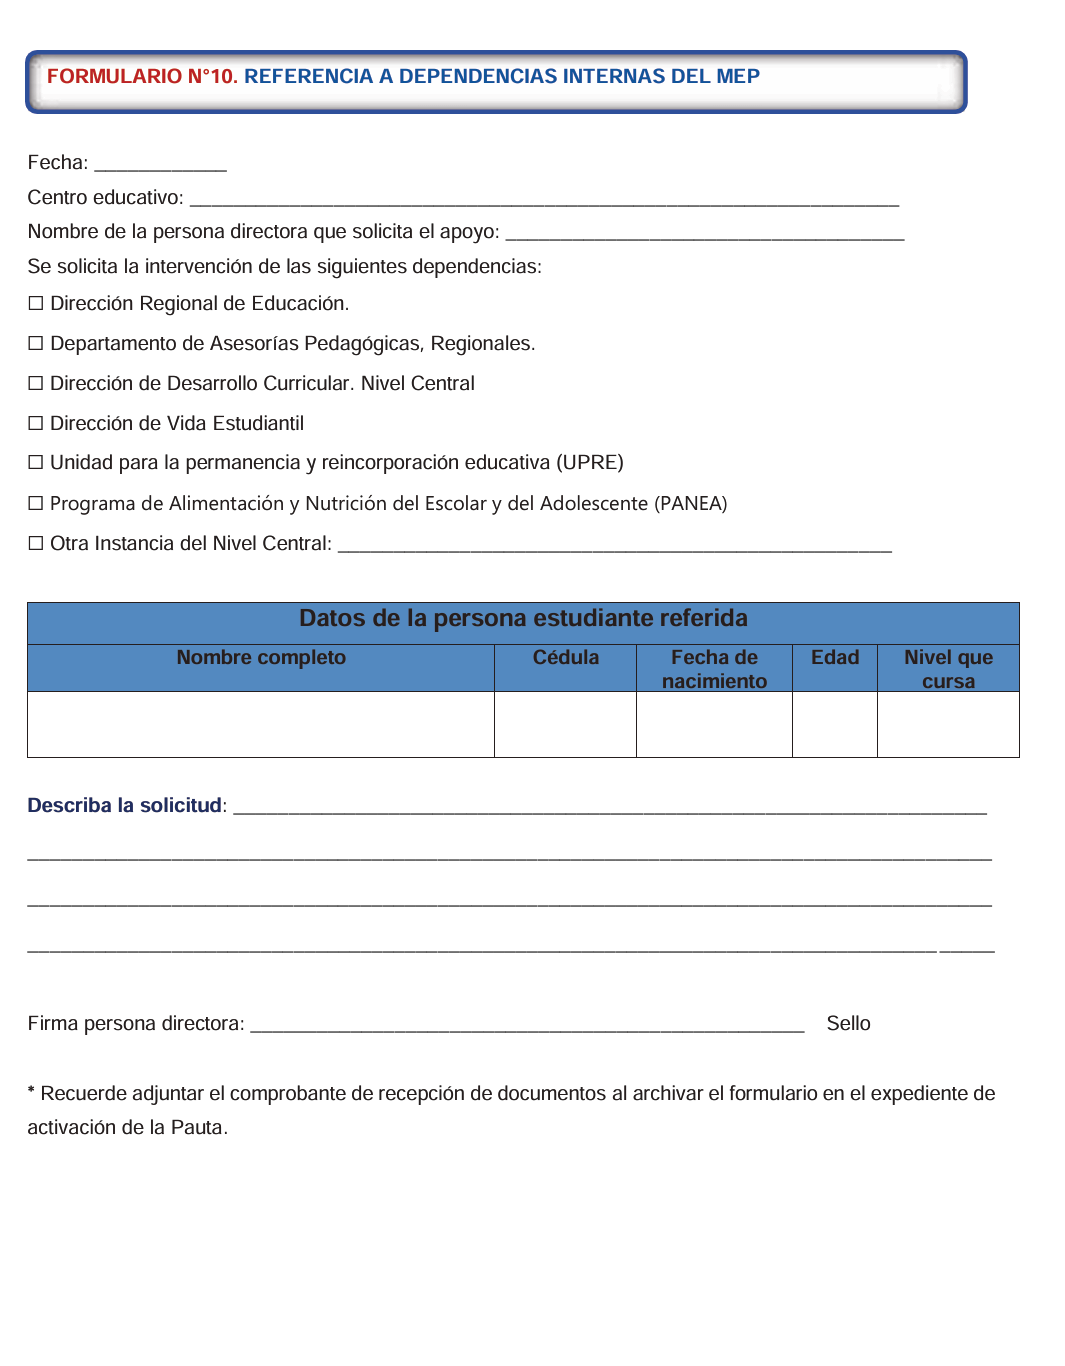 FORMULARIO N°10. REFERENCIA A DEPENDENCIAS INTERNAS DEL MEP
Fecha: ____________
Centro educativo: ________________________________________________________________
Nombre de la persona directora que solicita el apoyo: ____________________________________
Se solicita la intervención de las siguientes dependencias:
☐ Dirección Regional de Educación.
☐ Departamento de Asesorías Pedagógicas, Regionales.
☐ Dirección de Desarrollo Curricular. Nivel Central
☐ Dirección de Vida Estudiantil
☐ Unidad para la permanencia y reincorporación educativa (UPRE)
☐ Programa de Alimentación y Nutrición del Escolar y del Adolescente (PANEA)
☐ Otra Instancia del Nivel Central: __________________________________________________
Datos de la persona estudiante referida
Nombre completo Cédula Fecha de nacimiento Edad Nivel que cursa
Describa la solicitud: ____________________________________________________________________
_______________________________________________________________________________________
_______________________________________________________________________________________
__________________________________________________________________________________ _____
Firma persona directora: __________________________________________________ Sello
* Recuerde adjuntar el comprobante de recepción de documentos al archivar el formulario en el expediente de
activación de la Pauta.